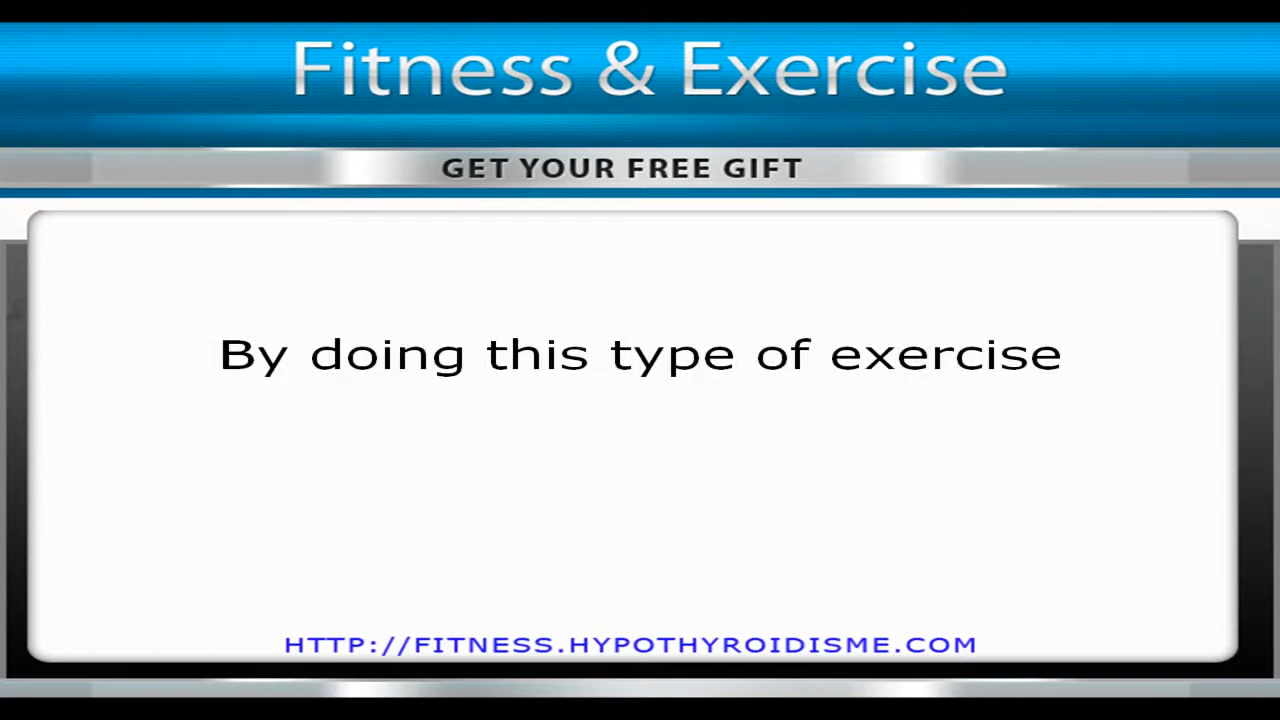 Fitness & Exercise
GET YOUR FREE GIFT
By doing this type of exercise
HTTP://FITNESS.HYPOTHYROIDISME.COM